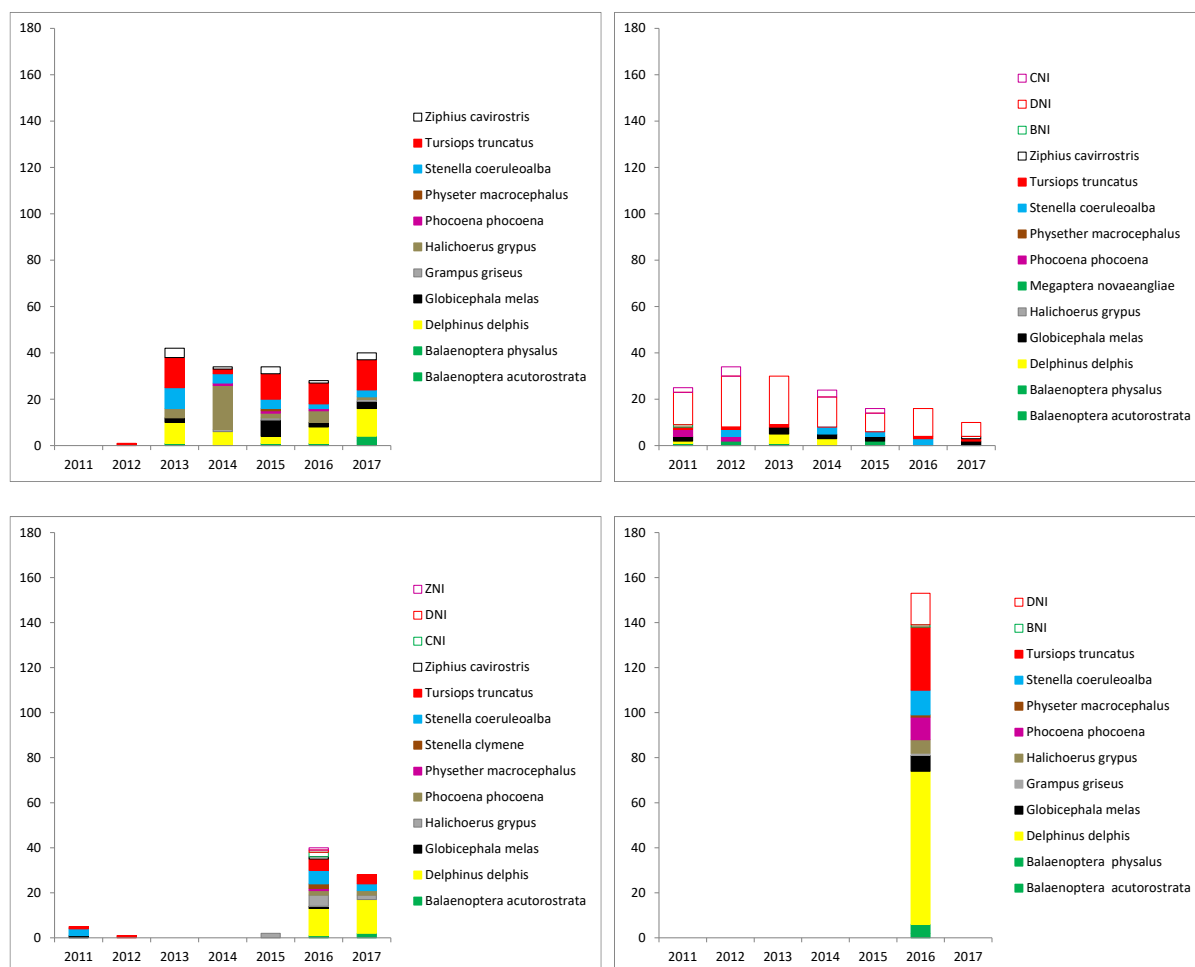 180
160
140
120
100
80
60
40
20
0
2011 2012 2013 2014 2015 2016 2017
Ziphius cavirostris
Tursiops truncatus
Stenella coeruleoalba
Physeter macrocephalus
Phocoena phocoena
Halichoerus grypus
Grampus griseus
Globicephala melas
Delphinus delphis
Balaenoptera physalus
Balaenoptera acutorostrata
180
160
140
120
100
80
60
40
20
0
2011 2012 2013 2014 2015 2016 2017
CNI
DNI
BNI
Ziphius cavirrostris
Tursiops truncatus
Stenella coeruleoalba
Physether macrocephalus
Phocoena phocoena
Megaptera novaeangliae
Halichoerus grypus
Globicephala melas
Delphinus delphis
Balaenoptera physalus
Balaenoptera acutorostrata
180
160
140
120
100
80
60
40
20
0
2011 2012 2013 2014 2015 2016 2017
ZNI
DNI
CNI
Ziphius cavirostris
Tursiops truncatus
Stenella coeruleoalba
Stenella clymene
Physether macrocephalus
Phocoena phocoena
Halichoerus grypus
Globicephala melas
Delphinus delphis
Balaenoptera acutorostrata
180
160
140
120
100
80
60
40
20
0
2011 2012 2013 2014 2015 2016 2017
DNI
BNI
Tursiops truncatus
Stenella coeruleoalba
Physeter macrocephalus
Phocoena phocoena
Halichoerus grypus
Grampus griseus
Globicephala melas
Delphinus delphis
Balaenoptera physalus
Balaenoptera acutorostrata